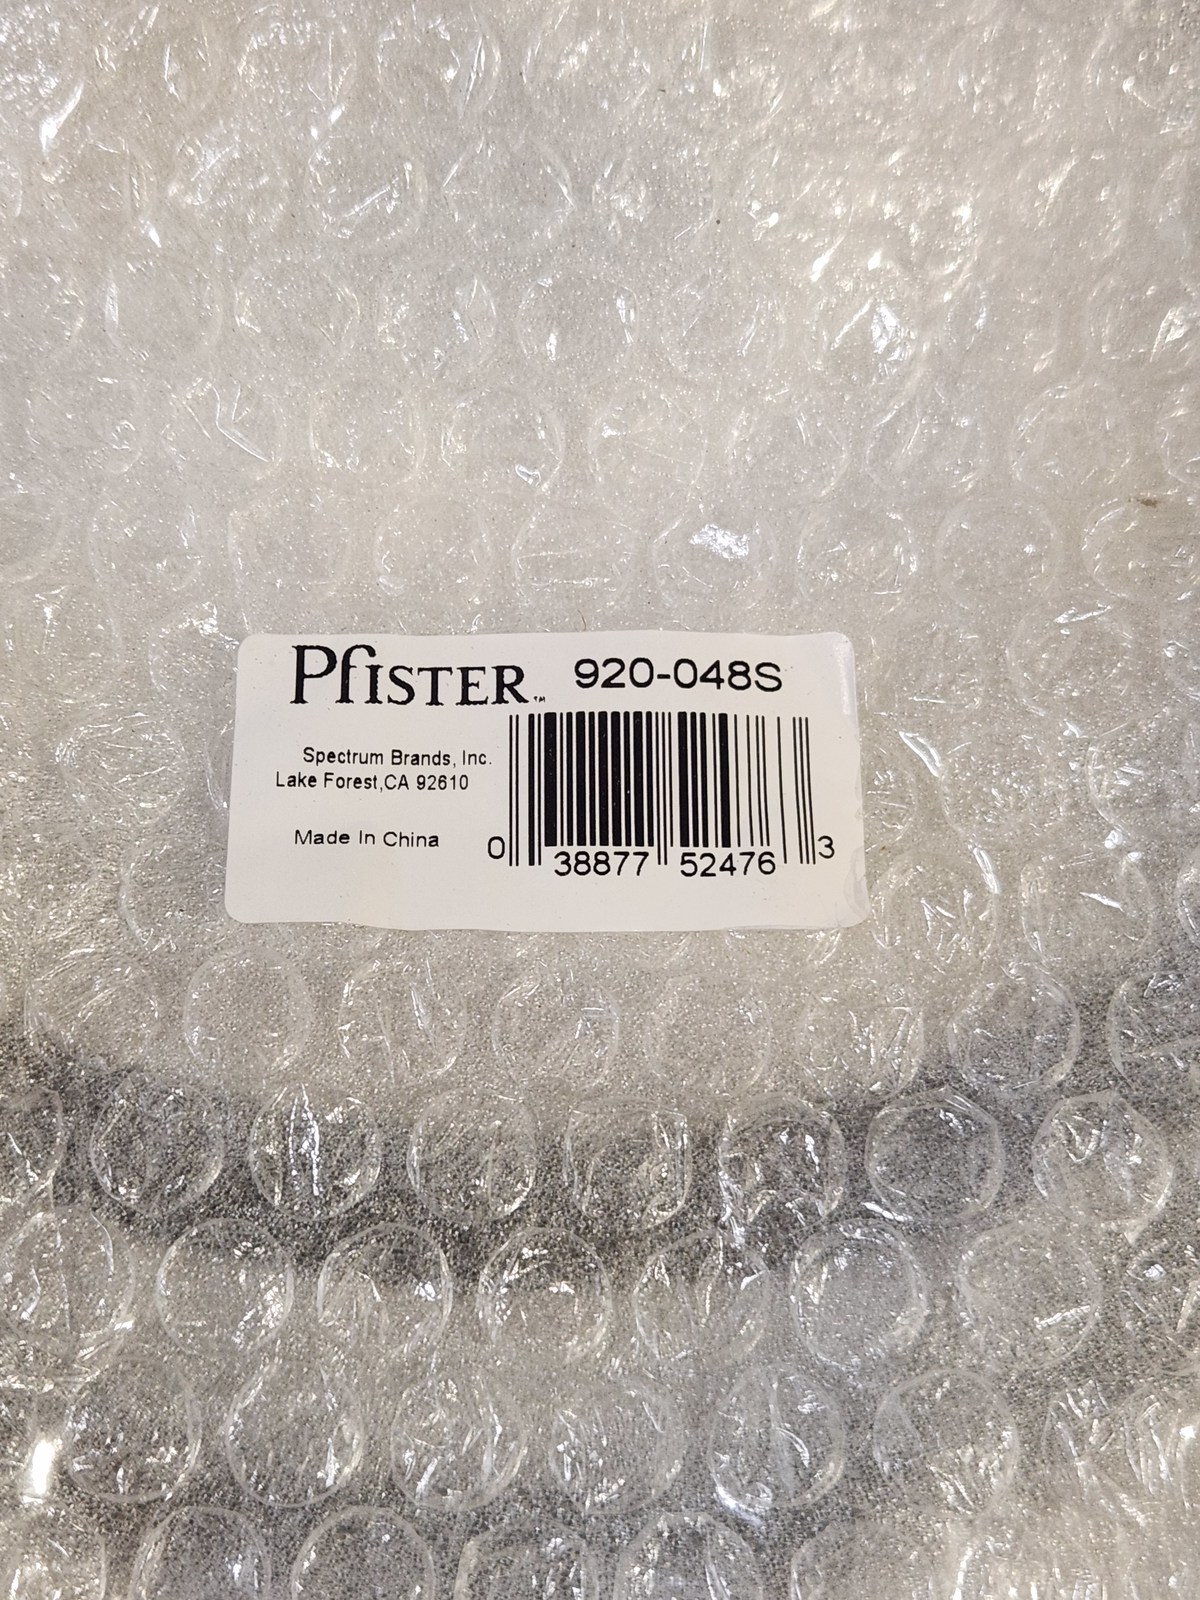 Pfister™ 920-048S
Spectrum Brands, Inc.
Lake Forest,CA 92610
Made In China
0 38877 52476 3